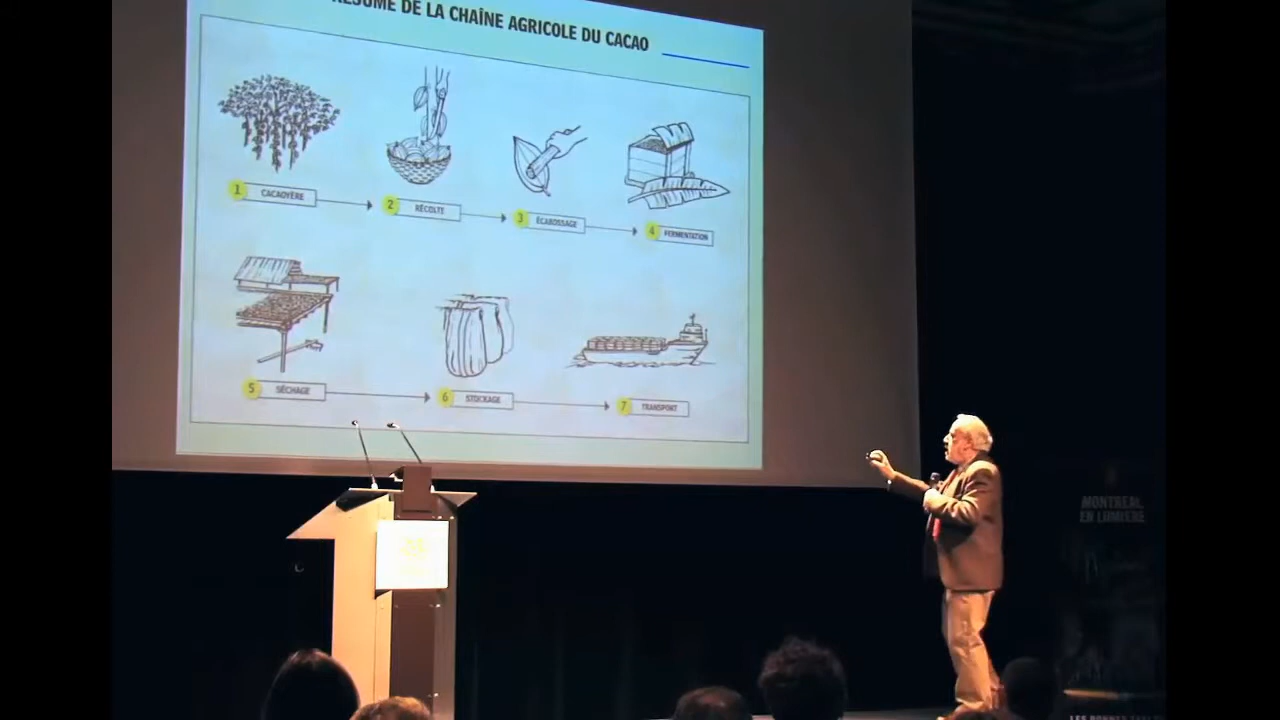 RÉSUMÉ DE LA CHAÎNE AGRICOLE DU CACAO
1 CACAOYÈRE
2 RÉCOLTE
3 ÉCABOSSAGE
4 FERMENTATION
5 SÉCHAGE
6 STOCKAGE
7 TRANSPORT
MONTRÉAL
EN LUMIÈRE